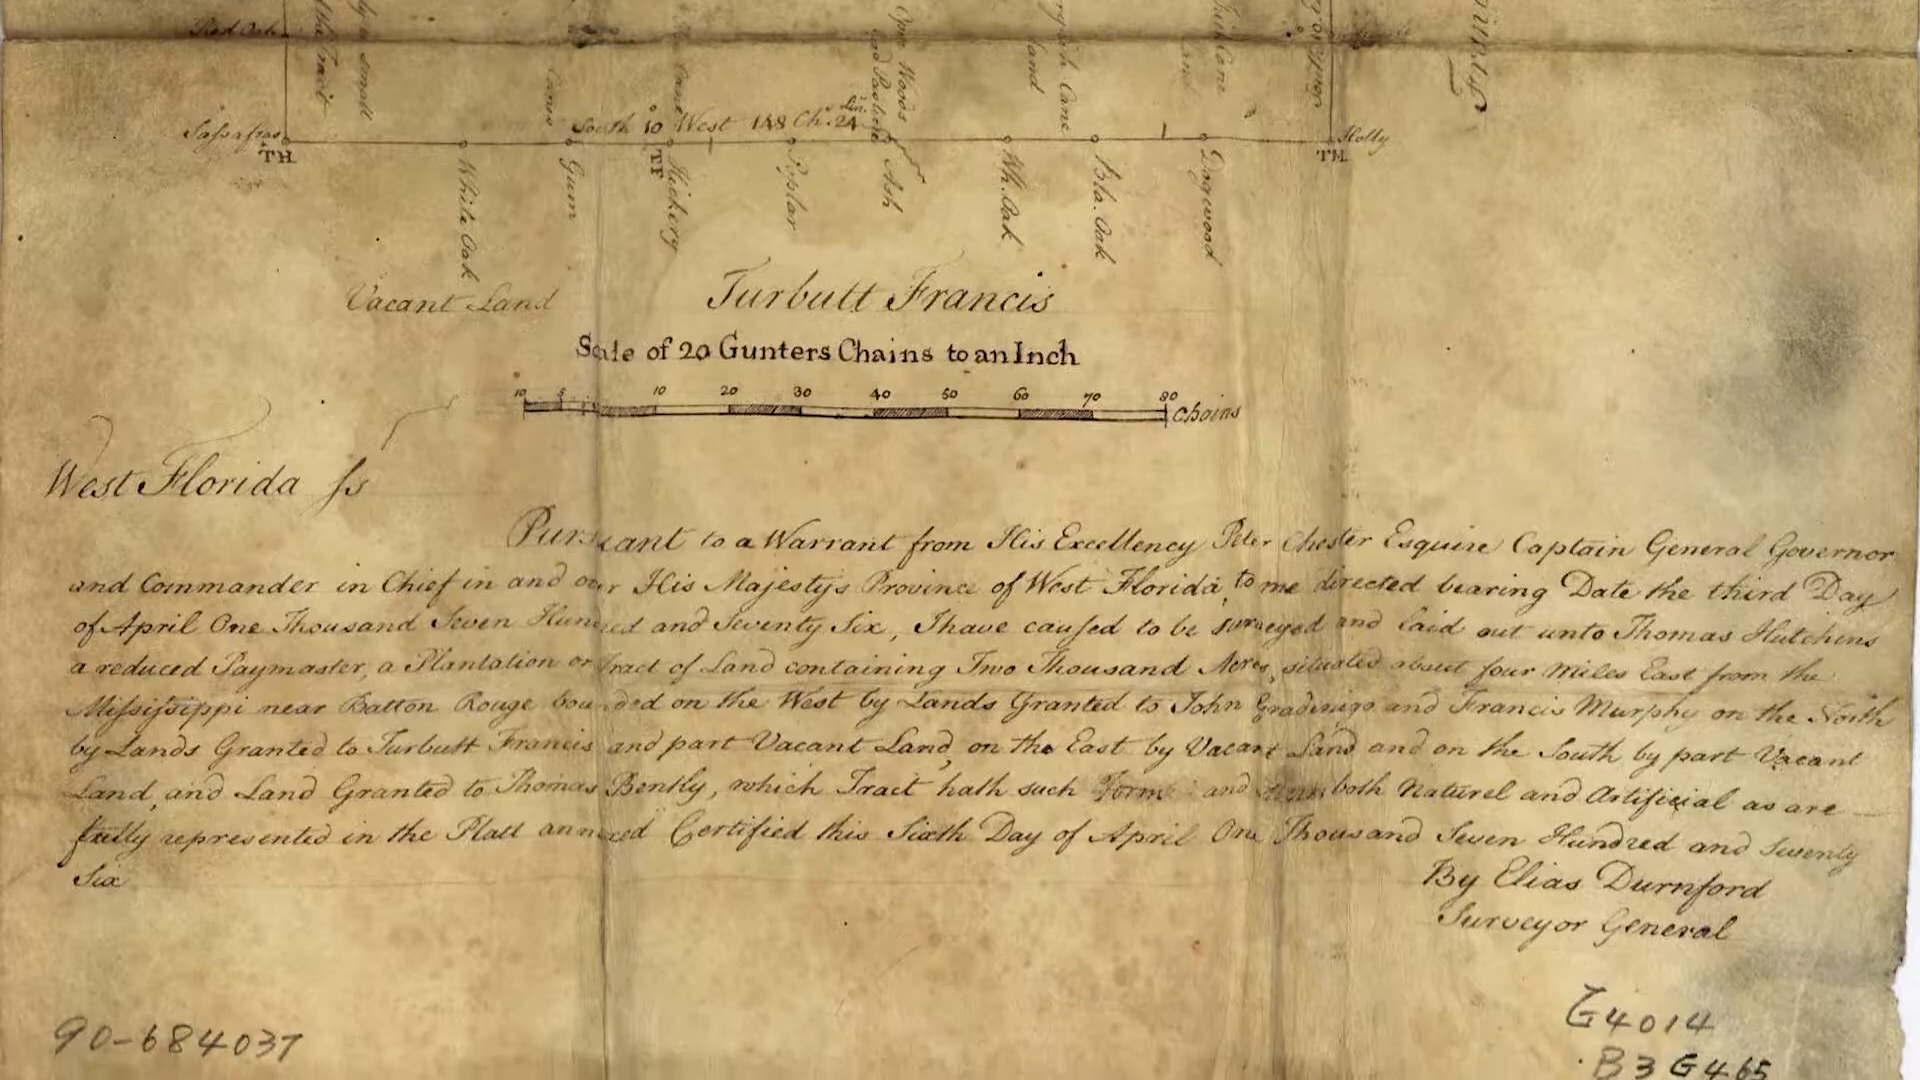 Red Oak
South 10 West 148 Ch.s 24 Lin.
Sassafras
Holly
TH.
TF
TH.
White Oak
Gum
Hickory
Poplar
Ash
Wh. Oak
Bla. Oak
Dogwood
Vacant Land
Turbutt Francis
Scale of 20 Gunters Chains to an Inch
10 5 10 20 30 40 50 60 70 80
Chains
West Florida ſs
Pursuant to a Warrant from His Excellency Peter Chester Esquire Captain General Governor
and Commander in Chief in and over His Majestys Province of West Florida, to me directed bearing Date the third Day
of April One Thousand Seven Hundred and Seventy Six, I have cauſed to be surveyed and laid out unto Thomas Hutchins
a reduced Paymaster, a Plantation or Tract of Land containing Two Thousand Acres, situated about four Miles East from the
Miſsiſsippi near Batton Rouge bounded on the West by Lands Granted to John Gradenigo and Francis Murphy on the North
by Lands Granted to Turbutt Francis and part Vacant Land, on the East by Vacant Land and on the South by part Vacant
Land, and Land Granted to Thomas Bently, which Tract hath such Form and Marks both Naturel and Artificial as are
fully represented in the Platt annexed Certified this Sixth Day of April One Thousand Seven Hundred and Seventy
Six
By Elias Durnford
Surveyor General
90-684037
G4014
.B3G465